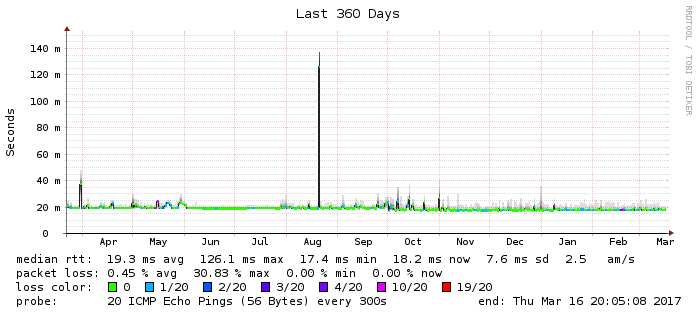 Last 360 Days
RRDTOOL / TOBI OETIKER
Seconds
140 m
120 m
100 m
80 m
60 m
40 m
20 m
0
Apr May Jun Jul Aug Sep Oct Nov Dec Jan Feb Mar
median rtt: 19.3 ms avg 126.1 ms max 17.4 ms min 18.2 ms now 7.6 ms sd 2.5 am/s
packet loss: 0.45 % avg 30.83 % max 0.00 % min 0.00 % now
loss color: 0 1/20 2/20 3/20 4/20 10/20 19/20
probe: 20 ICMP Echo Pings (56 Bytes) every 300s end: Thu Mar 16 20:05:08 2017